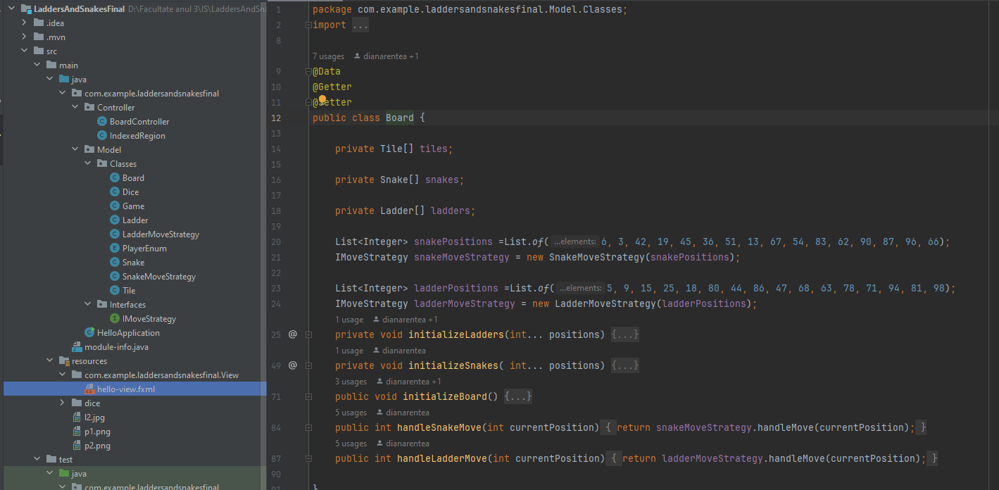 LaddersAndSnakesFinal D:\Facultate anul 3\IS\LaddersAndSna
.idea
.mvn
src
main
java
com.example.laddersandsnakesfinal
Controller
BoardController
IndexedRegion
Model
Classes
Board
Dice
Game
Ladder
LadderMoveStrategy
PlayerEnum
Snake
SnakeMoveStrategy
Tile
Interfaces
IMoveStrategy
HelloApplication
module-info.java
resources
com.example.laddersandsnakesfinal.View
hello-view.fxml
dice
l2.jpg
p1.png
p2.png
test
java
com.example.laddersandsnakesfinal
1 package com.example.laddersandsnakesfinal.Model.Classes;
2 import ...
8
7 usages dianarentea +1
9 @Data
10 @Getter
11 @Setter
12 public class Board {
13
14 private Tile[] tiles;
15
16 private Snake[] snakes;
17
18 private Ladder[] ladders;
19
20 List<Integer> snakePositions =List.of( ...elements: 6, 3, 42, 19, 45, 36, 51, 13, 67, 54, 83, 62, 90, 87, 96, 66);
21 IMoveStrategy snakeMoveStrategy = new SnakeMoveStrategy(snakePositions);
22
23 List<Integer> ladderPositions =List.of( ...elements: 5, 9, 15, 25, 18, 80, 44, 86, 47, 68, 63, 78, 71, 94, 81, 98);
24 IMoveStrategy ladderMoveStrategy = new LadderMoveStrategy(ladderPositions);
1 usage dianarentea +1
25 @ private void initializeLadders(int... positions) {...}
1 usage dianarentea
49 @ private void initializeSnakes( int... positions) {...}
3 usages dianarentea +1
71 public void initializeBoard() {...}
5 usages dianarentea
84 public int handleSnakeMove(int currentPosition) { return snakeMoveStrategy.handleMove(currentPosition); }
5 usages dianarentea
87 public int handleLadderMove(int currentPosition) { return ladderMoveStrategy.handleMove(currentPosition); }
90
91 }